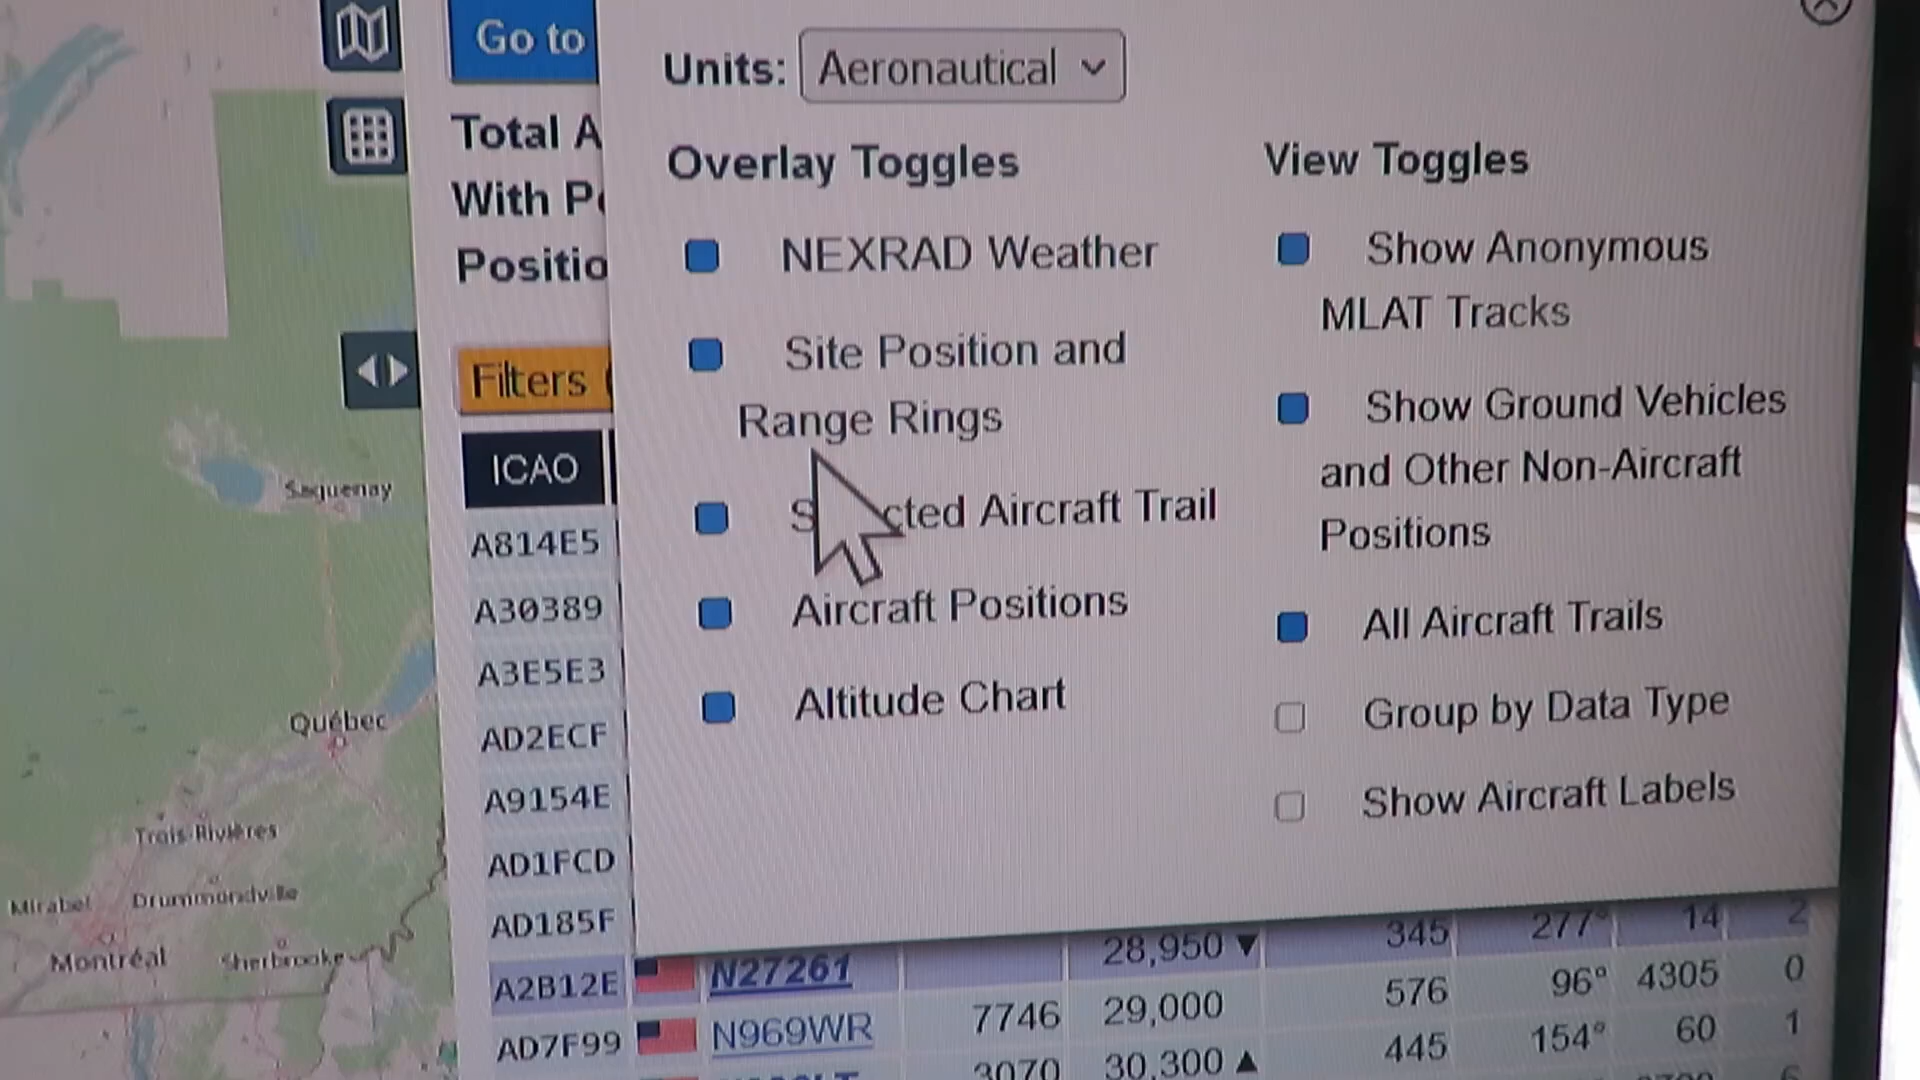 Go to
Units: Aeronautical
Total A
With P
Positio
Filters
ICAO
A814E5
A30389
A3E5E3
AD2ECF
A9154E
AD1FCD
AD185F
A2B12E
AD7F99
Overlay Toggles
NEXRAD Weather
Site Position and
Range Rings
S cted Aircraft Trail
Aircraft Positions
Altitude Chart
View Toggles
Show Anonymous
MLAT Tracks
Show Ground Vehicles
and Other Non-Aircraft
Positions
All Aircraft Trails
Group by Data Type
Show Aircraft Labels
N27261 28,950 ▼ 345 277° 14 2
N969WR 7746 29,000 576 96° 4305 0
3070 30,300 ▲ 445 154° 60 1
Saguenay
Québec
Trois-Rivières
Mirabel Drummondville
Montréal Sherbrooke